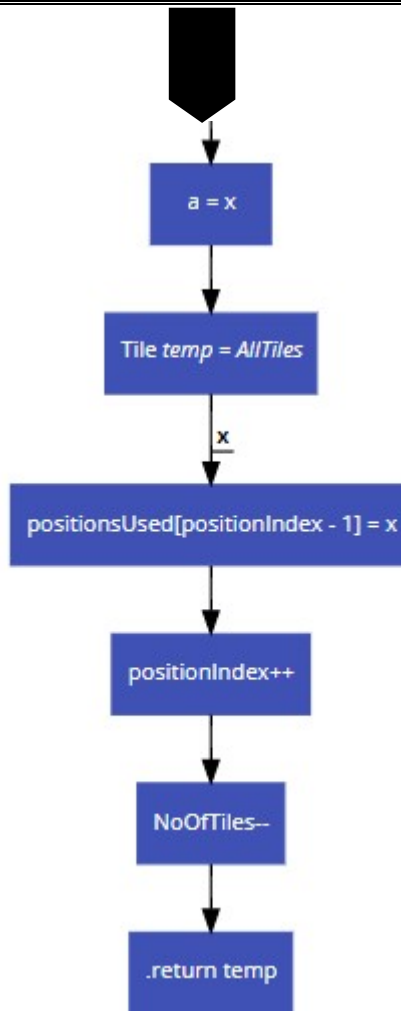 a = x
Tile temp = AllTiles
x
positionsUsed[positionIndex - 1] = x
positionIndex++
NoOfTiles--
.return temp